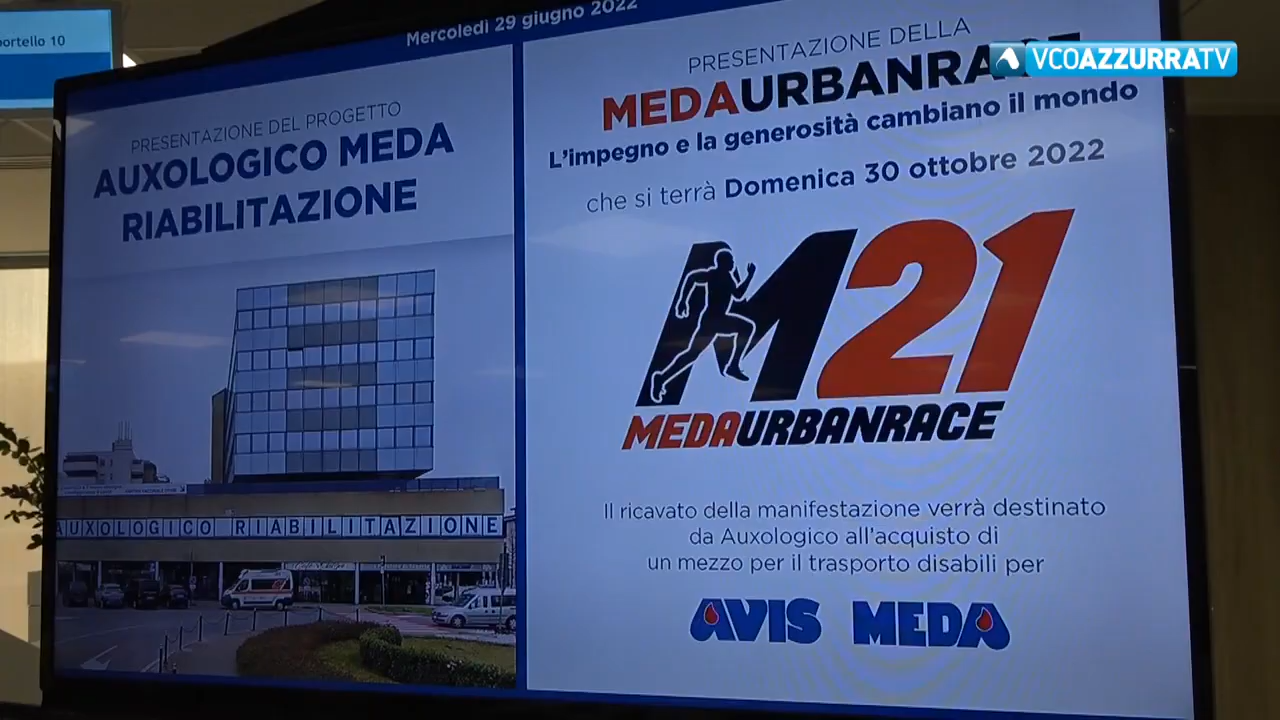 portello 10
Mercoledì 29 giugno 2022
VCOAZZURRATV
PRESENTAZIONE DEL PROGETTO
AUXOLOGICO MEDA
RIABILITAZIONE
AUXOLOGICO RIABILITAZIONE
PRESENTAZIONE DELLA
MEDAURBANRACE
L'impegno e la generosità cambiano il mondo
che si terrà Domenica 30 ottobre 2022
M21
MEDAURBANRACE
Il ricavato della manifestazione verrà destinato
da Auxologico all'acquisto di
un mezzo per il trasporto disabili per
AVIS MEDA